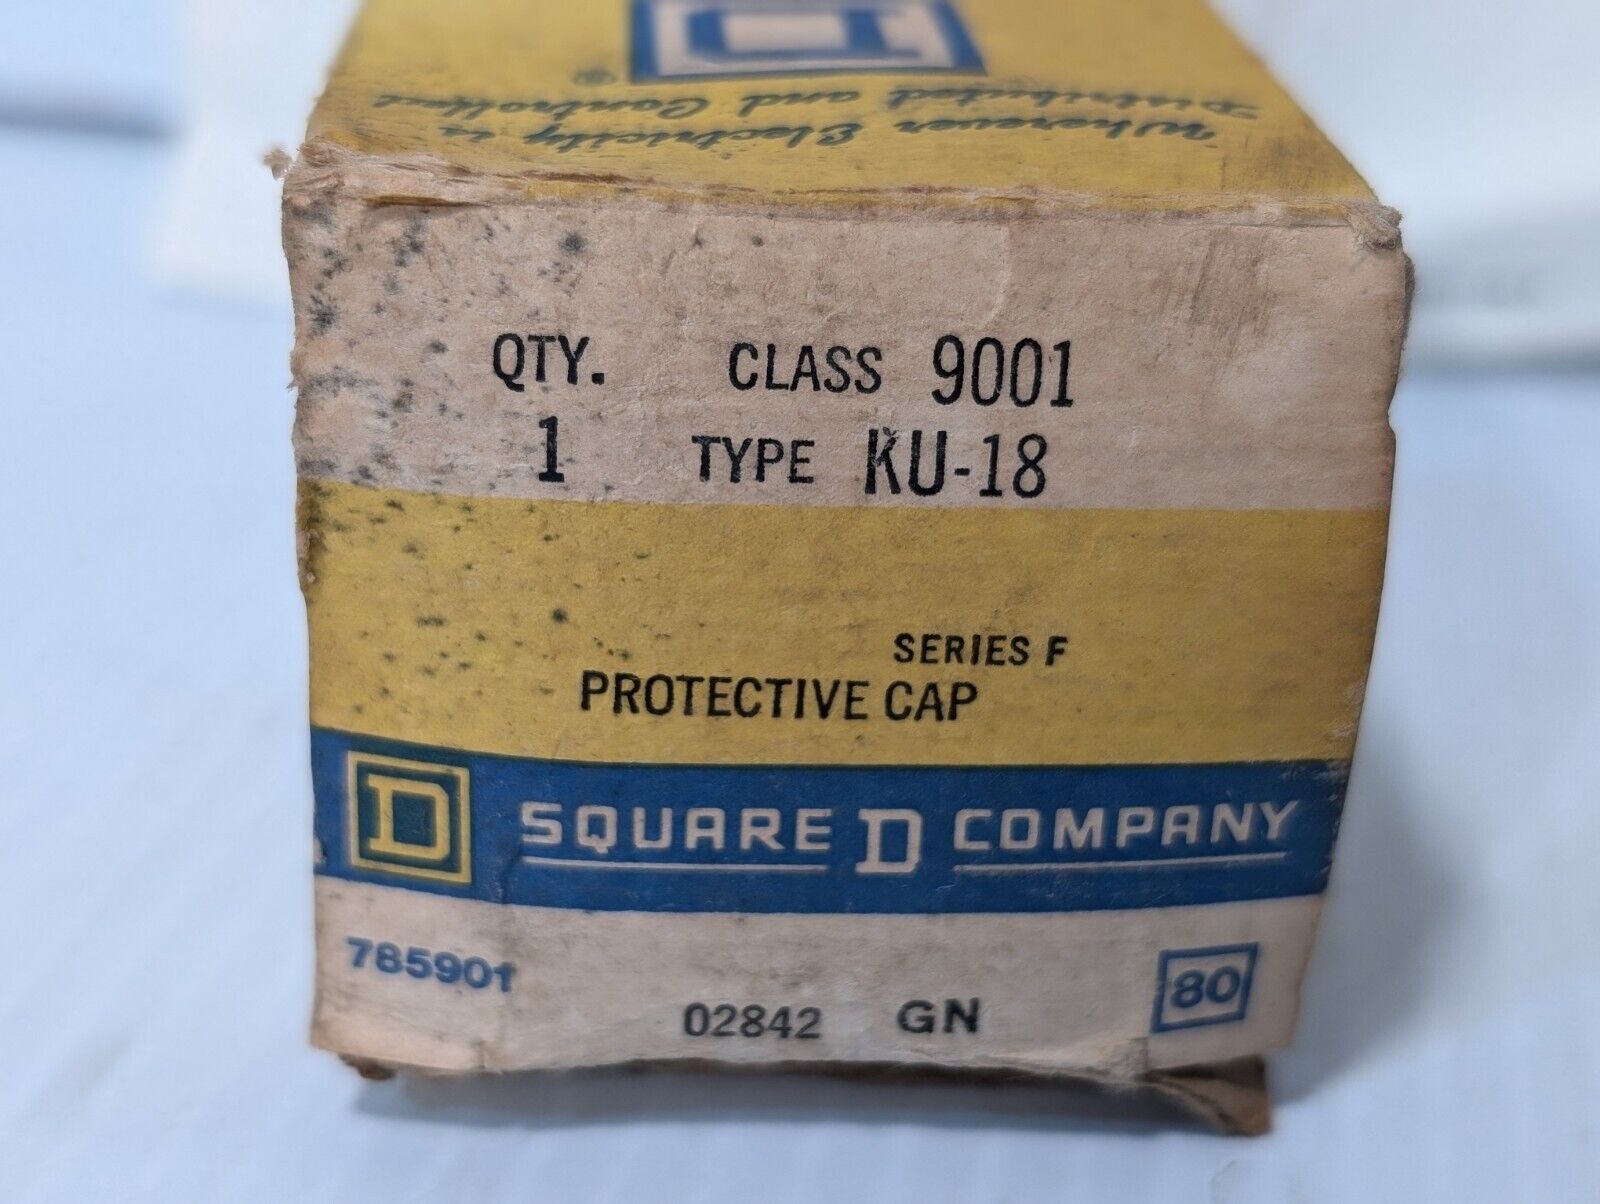 D
®
Wherever Electricity is
Distributed and Controlled
QTY. CLASS 9001
1 TYPE KU-18
SERIES F
PROTECTIVE CAP
D SQUARE D COMPANY
785901
02842 GN
80